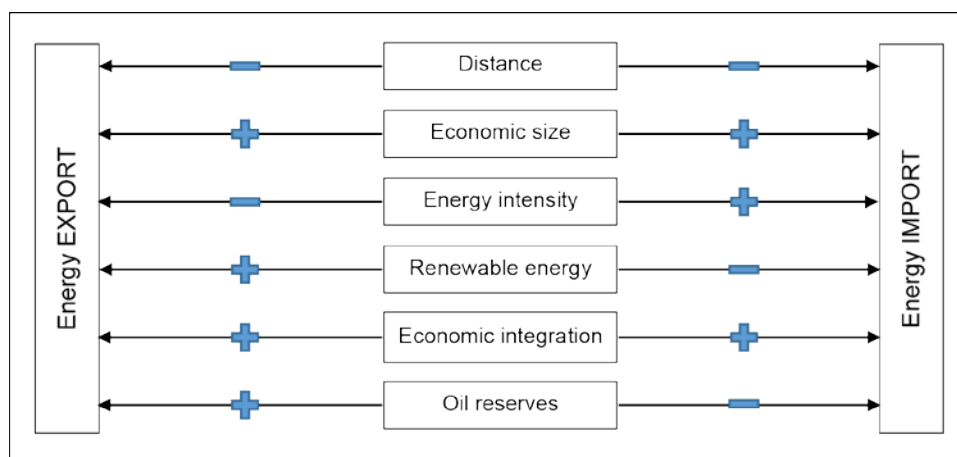 Energy EXPORT
Distance
Economic size
Energy intensity
Renewable energy
Economic integration
Oil reserves
Energy IMPORT